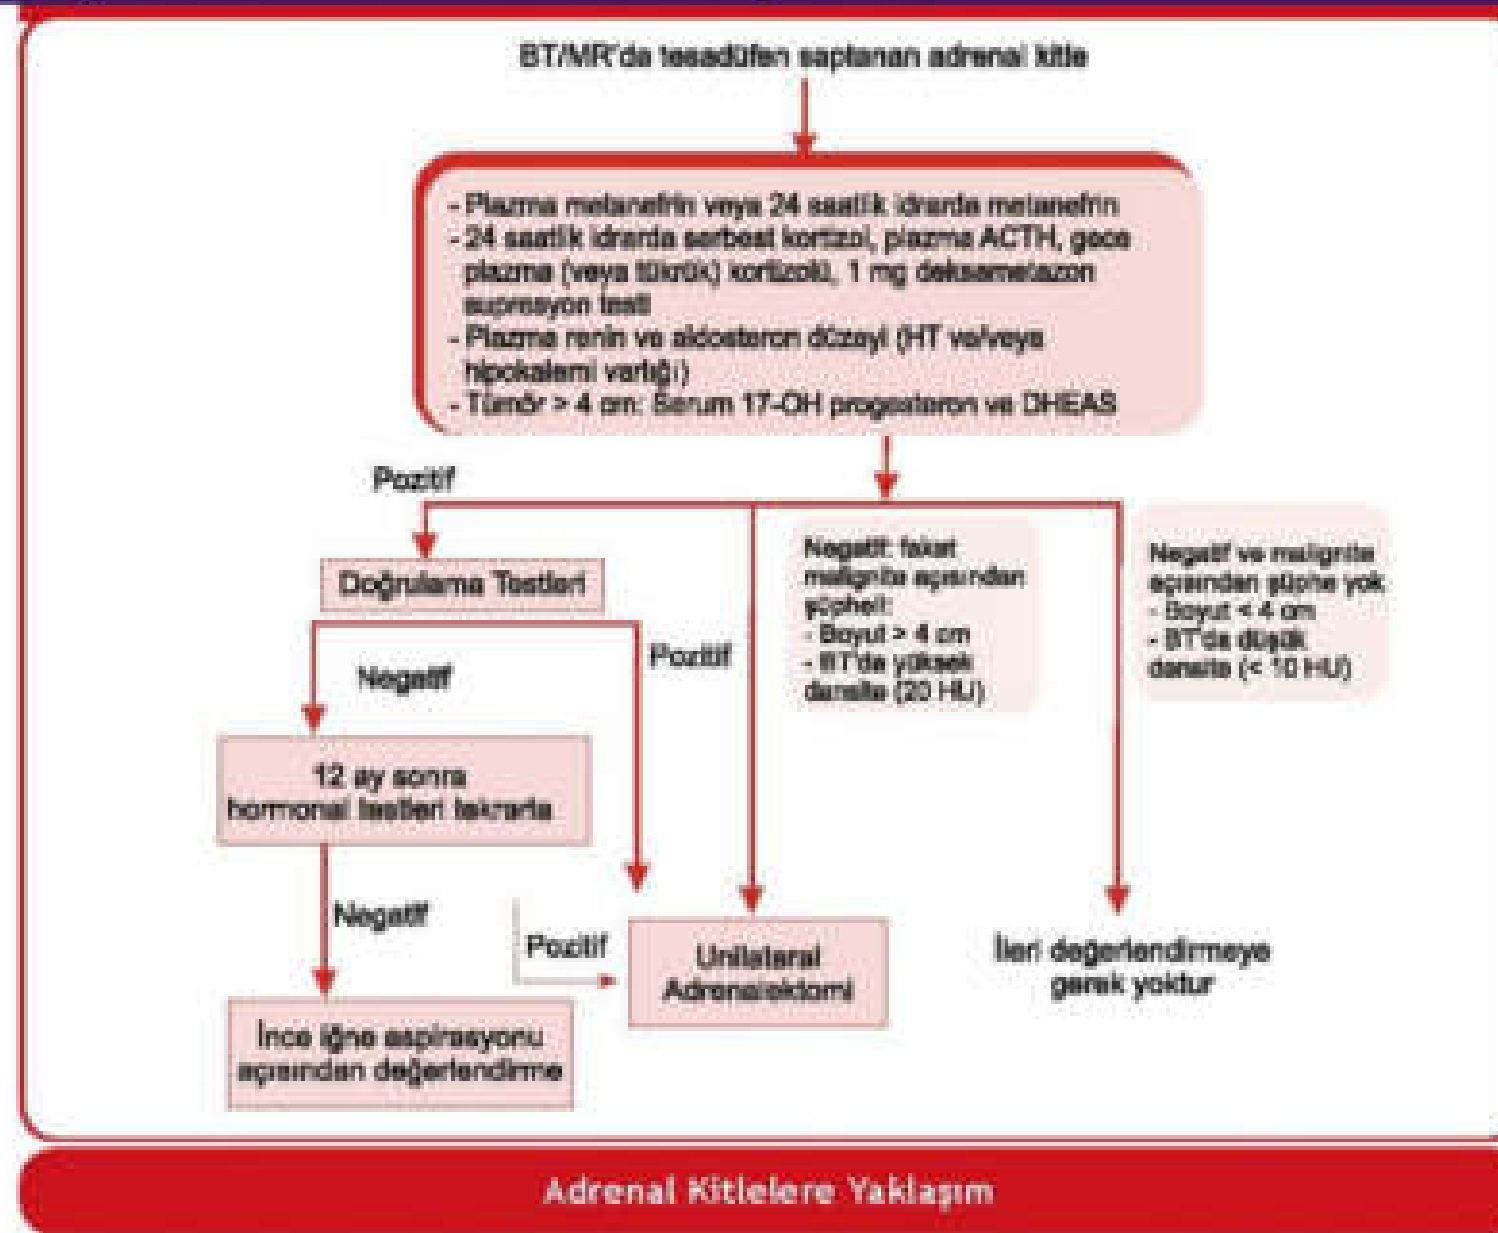 BT/MR'da tesadüfen saptanan adrenal kitle
- Plazma metanefrin veya 24 saatlik idrarda metanefrin
- 24 saatlik idrarda serbest kortizol, plazma ACTH, gece
plazma (veya tükrük) kortizolü, 1 mg deksametazon
supresyon testi
- Plazma renin ve aldosteron düzeyi (HT ve/veya
hipokalemi varlığı)
- Tümör > 4 cm: Serum 17-OH progesteron ve DHEAS
Pozitif
Doğrulama Testleri
Negatif: fakat
malignite açısından
şüpheli:
- Boyut > 4 cm
- BT'de yüksek
dansite (20 HU)
Negatif ve malignite
açısından şüphe yok
- Boyut < 4 cm
- BT'de düşük
dansite (< 10 HU)
Negatif
Pozitif
12 ay sonra
hormonal testleri tekrarla
Negatif
Pozitif
Unilateral
Adrenalektomi
İleri değerlendirmeye
gerek yoktur
İnce iğne aspirasyonu
açısından değerlendirme
Adrenal Kitlelere Yaklaşım